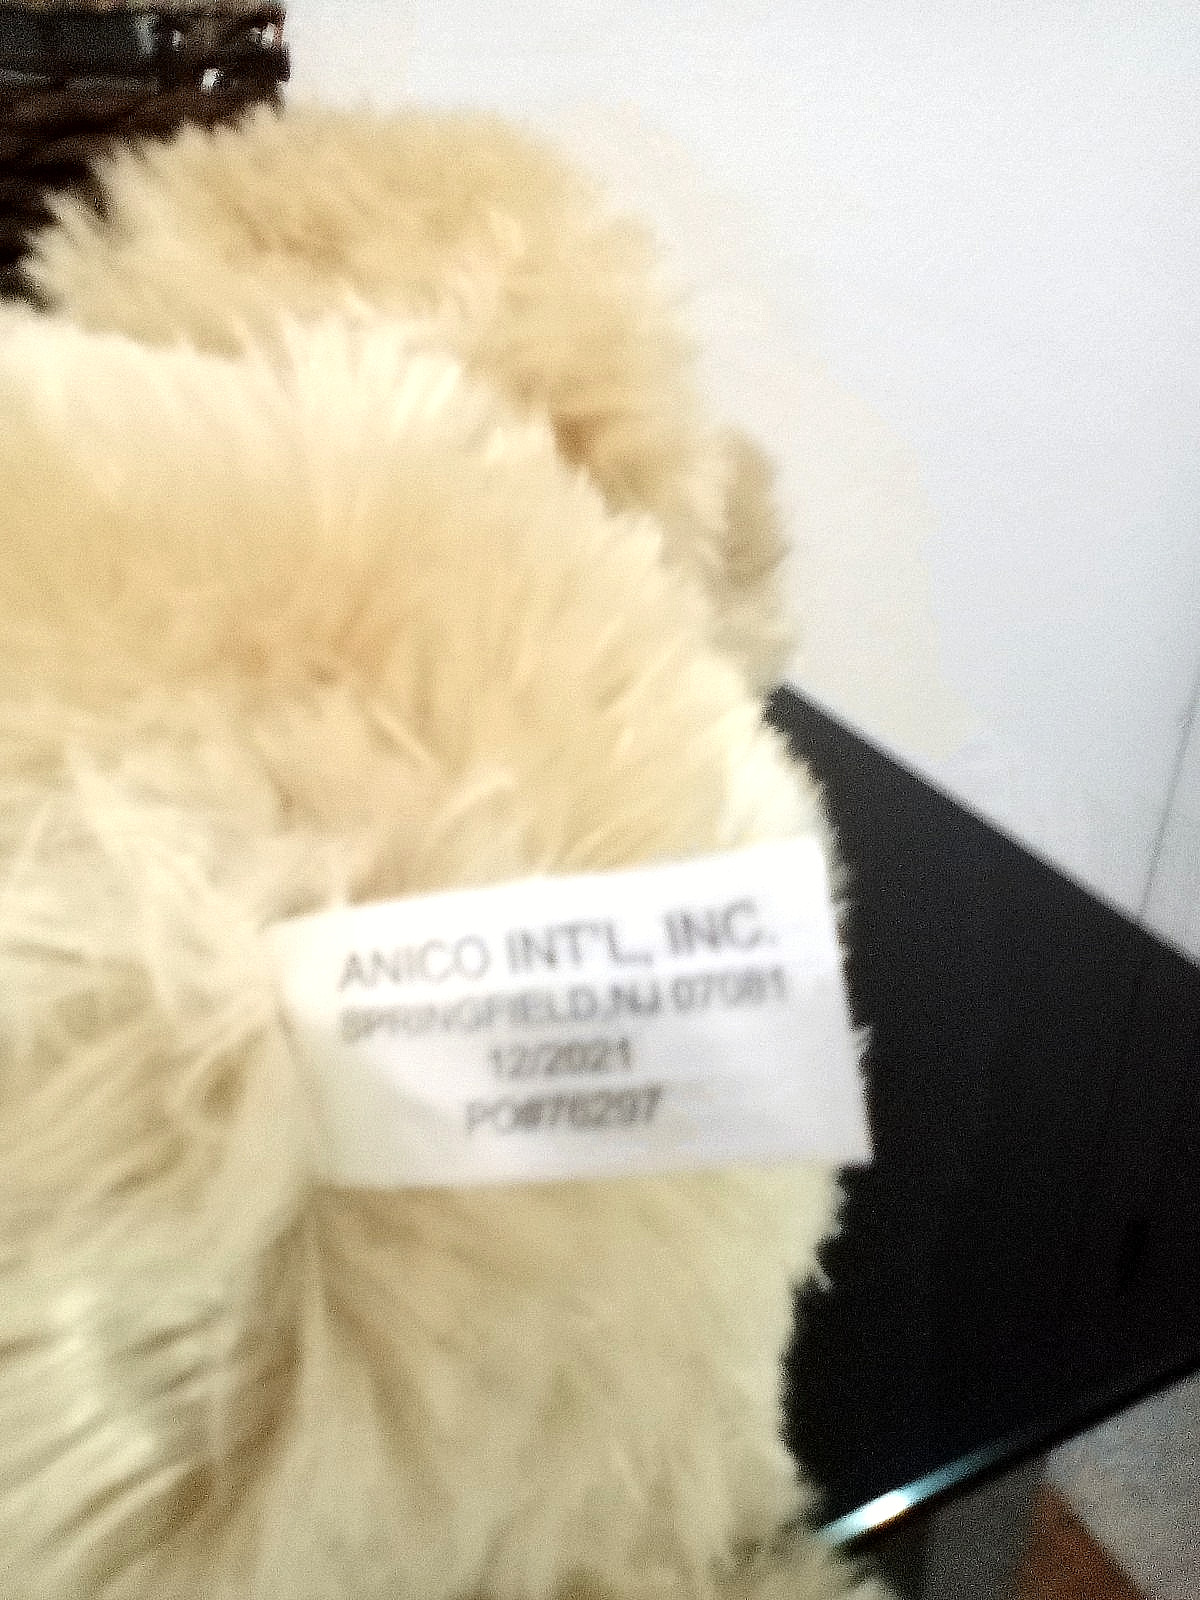 ANICO INT'L, INC.
SPRINGFIELD,NJ 07081
12/2021
PO#76297